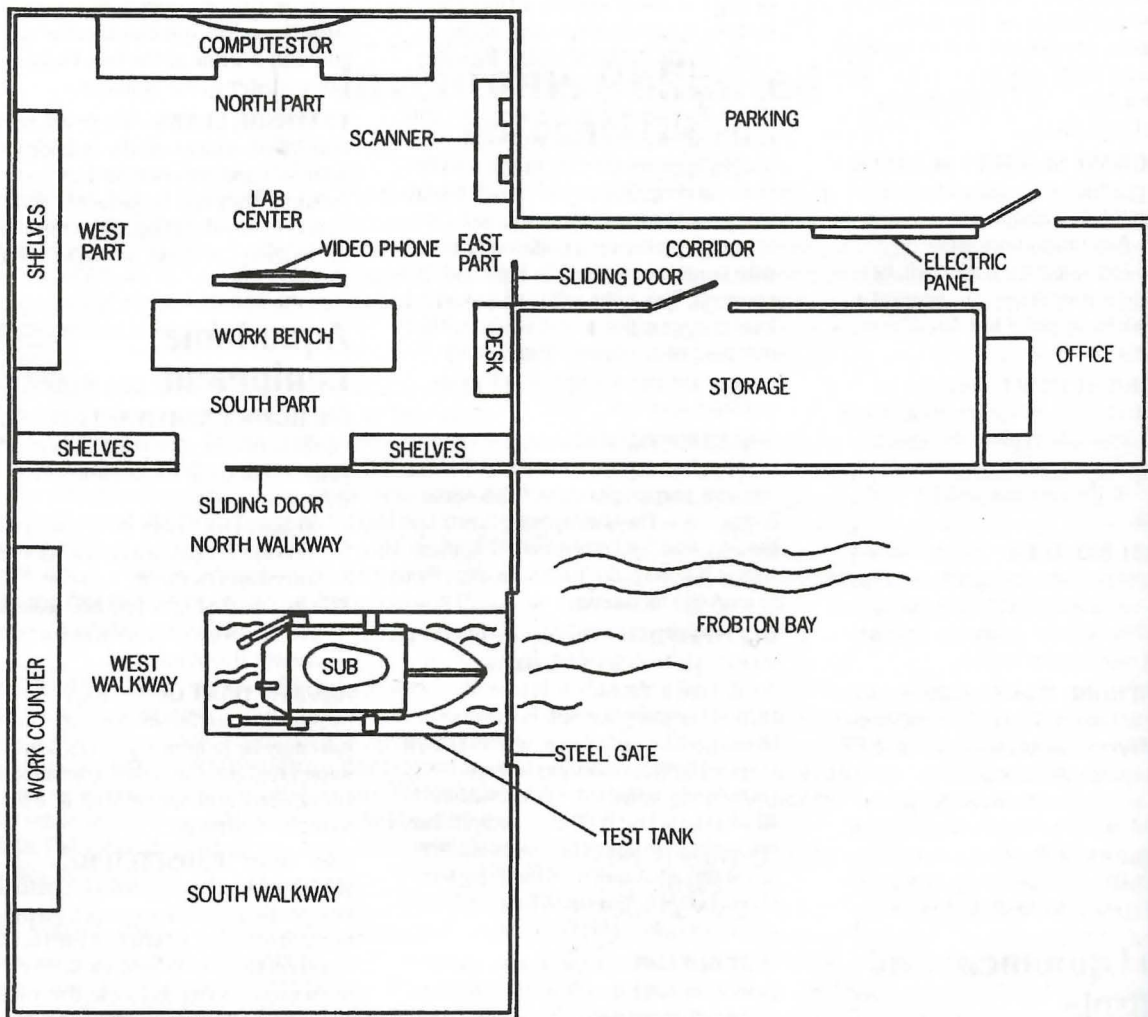 COMPUTESTOR
NORTH PART
SCANNER
PARKING
SHELVES
WEST
PART
LAB
CENTER
VIDEO PHONE
EAST
PART
CORRIDOR
SLIDING DOOR
ELECTRIC
PANEL
WORK BENCH
DESK
STORAGE
OFFICE
SOUTH PART
SHELVES
SHELVES
SLIDING DOOR
NORTH WALKWAY
FROBTON BAY
WORK COUNTER
WEST
WALKWAY
SUB
STEEL GATE
TEST TANK
SOUTH WALKWAY